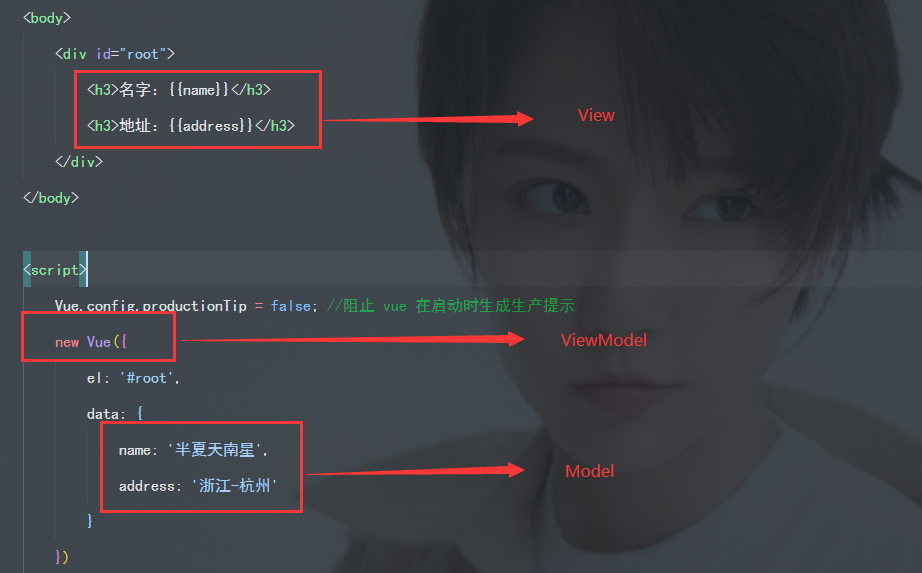 <body>
<div id="root">
<h3>名字：{{name}}</h3>
<h3>地址：{{address}}</h3>
View
</div>
</body>
<script>
Vue.config.productionTip = false; //阻止 vue 在启动时生成生产提示
new Vue({
ViewModel
el: '#root',
data: {
name: '半夏天南星',
address: '浙江-杭州'
Model
}
})